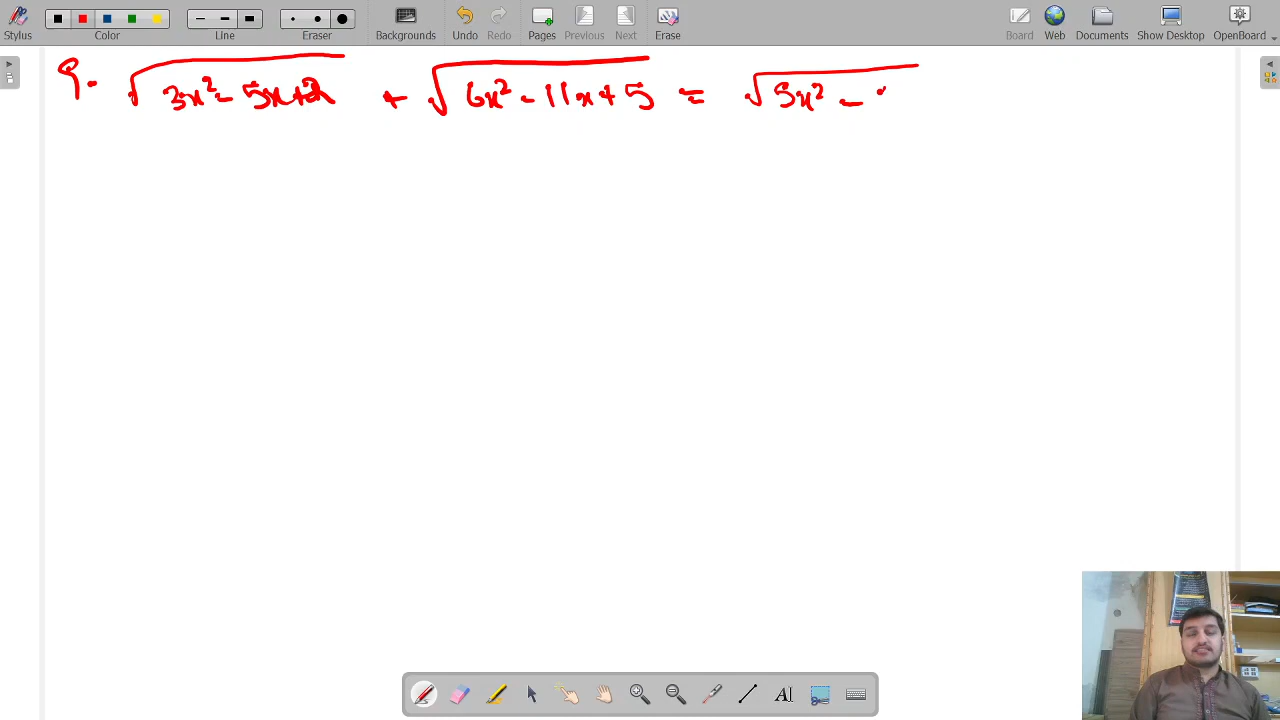 Stylus
Color
Line
Eraser
Backgrounds
Undo
Redo
Pages
Previous
Next
Erase
Board
Web
Documents
Show Desktop
OpenBoard
9. √(3x² - 5x + 2) + √(6x² - 11x + 5) = √(5x² -